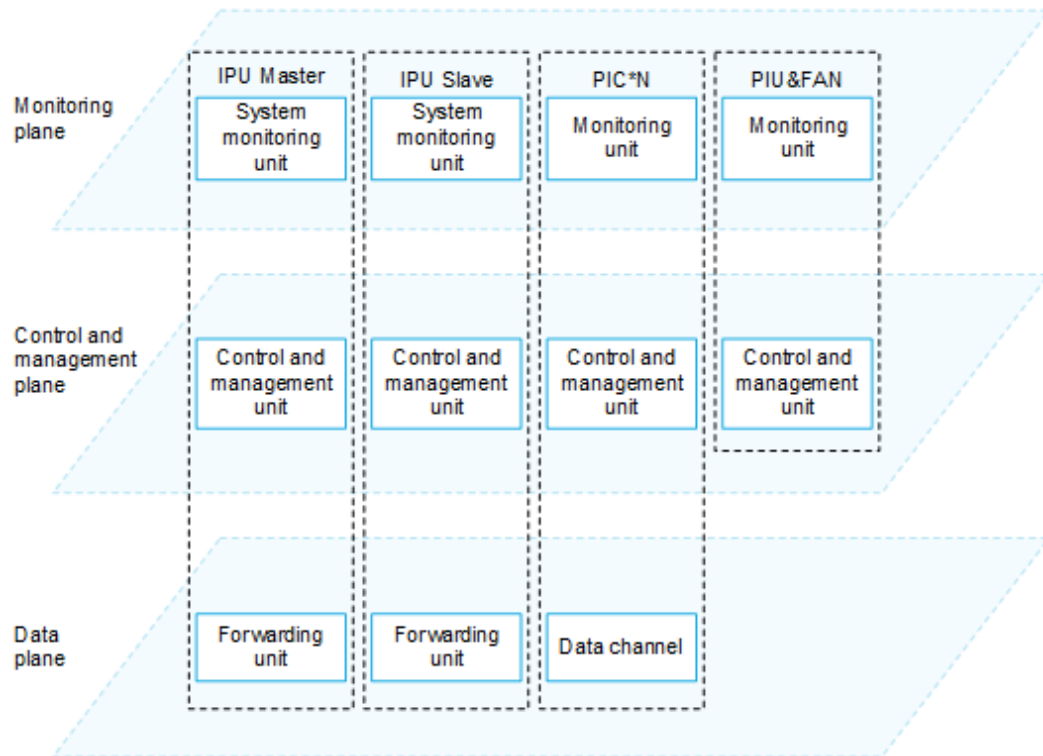 IPU Master
IPU Slave
PIC*N
PIU&FAN
Monitoring
plane
System
monitoring
unit
System
monitoring
unit
Monitoring
unit
Monitoring
unit
Control and
management
plane
Control and
management
unit
Control and
management
unit
Control and
management
unit
Control and
management
unit
Data
plane
Forwarding
unit
Forwarding
unit
Data channel